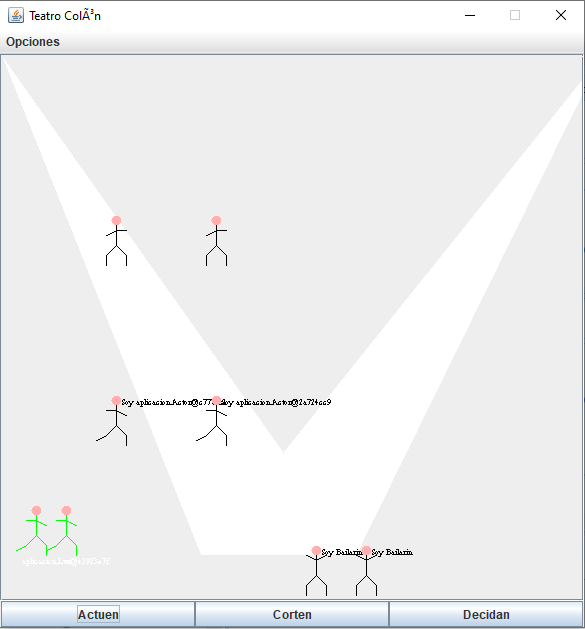 Teatro ColÃ³n
Opciones
Soy aplicacion.Actor@c77 Soy aplicacion.Actor@2a724cc9
Soy Bailarin Soy Bailarin
Actuen Corten Decidan